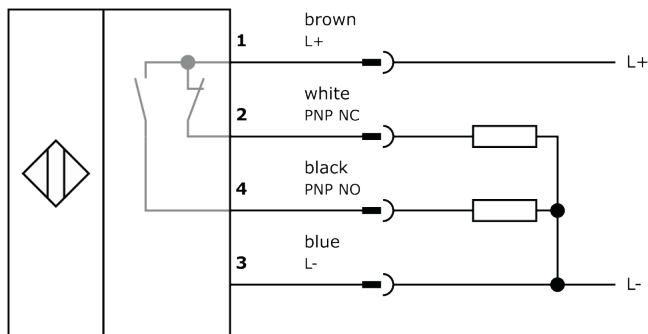 brown
1 L+
L+
white
2 PNP NC
black
4 PNP NO
blue
3 L-
L-